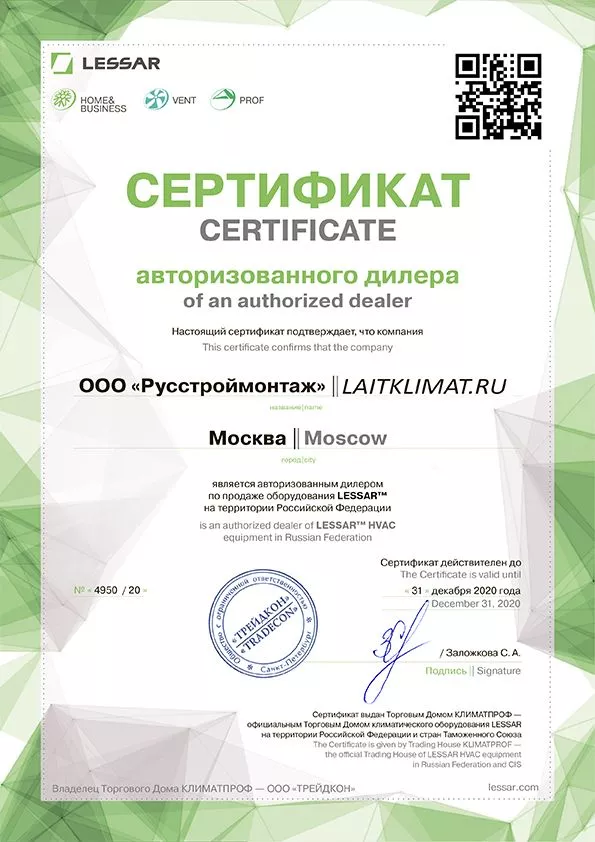 LESSAR
HOME&
BUSINESS
VENT
PROF
СЕРТИФИКАТ
CERTIFICATE
авторизованного дилера
of an authorized dealer
Настоящий сертификат подтверждает, что компания
This certificate confirms that the company
ООО «Русстроймонтаж» || LAITKLIMAT.RU
название|name
Москва || Moscow
город|city
является авторизованным дилером
по продаже оборудования LESSAR™
на территории Российской Федерации
is an authorized dealer of LESSAR™ HVAC
equipment in Russian Federation
Сертификат действителен до
The Certificate is valid until
№ « 4950 / 20 »
« 31 » декабря 2020 года
December 31, 2020
Общество с ограниченной ответственностью
«ТРЕЙДКОН»
«TRADECON»
Санкт-Петербург
/ Заложкова С. А.
Подпись || Signature
Сертификат выдан Торговым Домом КЛИМАТПРОФ —
официальным Торговым Домом климатического оборудования LESSAR
на территории Российской Федерации и стран Таможенного Союза
The Certificate is given by Trading House KLIMATPROF —
the official Trading House of LESSAR HVAC equipment
in Russian Federation and CIS
Владелец Торгового Дома КЛИМАТПРОФ — ООО «ТРЕЙДКОН»
lessar.com